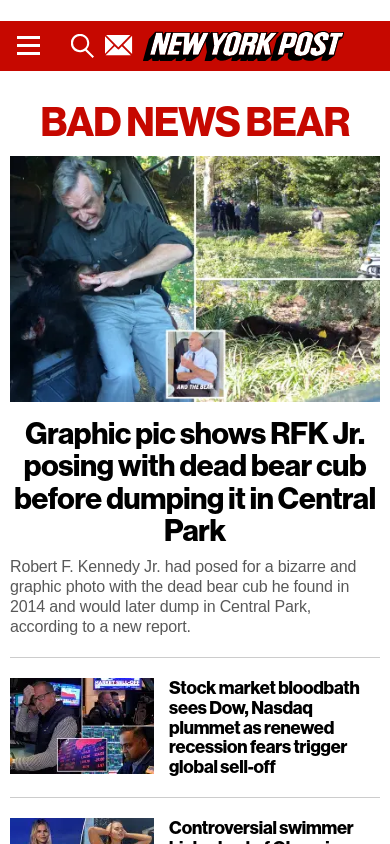 NEW YORK POST
BAD NEWS BEAR
AND THE BEAR
Graphic pic shows RFK Jr.
posing with dead bear cub
before dumping it in Central
Park
Robert F. Kennedy Jr. had posed for a bizarre and
graphic photo with the dead bear cub he found in
2014 and would later dump in Central Park,
according to a new report.
MARKET SELL-OFF
Stock market bloodbath
sees Dow, Nasdaq
plummet as renewed
recession fears trigger
global sell-off
Controversial swimmer